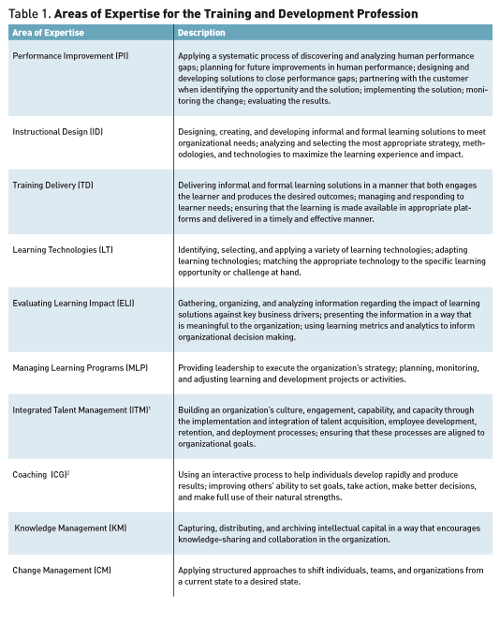 Table 1. Areas of Expertise for the Training and Development Profession
Area of Expertise
Description
Performance Improvement (PI)
Applying a systematic process of discovering and analyzing human performance
gaps; planning for future improvements in human performance; designing and
developing solutions to close performance gaps; partnering with the customer
when identifying the opportunity and the solution; implementing the solution; moni-
toring the change; evaluating the results.
Instructional Design (ID)
Designing, creating, and developing informal and formal learning solutions to meet
organizational needs; analyzing and selecting the most appropriate strategy, meth-
odologies, and technologies to maximize the learning experience and impact.
Training Delivery (TD)
Delivering informal and formal learning solutions in a manner that both engages
the learner and produces the desired outcomes; managing and responding to
learner needs; ensuring that the learning is made available in appropriate plat-
forms and delivered in a timely and effective manner.
Learning Technologies (LT)
Identifying, selecting, and applying a variety of learning technologies; adapting
learning technologies; matching the appropriate technology to the specific learning
opportunity or challenge at hand.
Evaluating Learning Impact (ELI)
Gathering, organizing, and analyzing information regarding the impact of learning
solutions against key business drivers; presenting the information in a way that
is meaningful to the organization; using learning metrics and analytics to inform
organizational decision making.
Managing Learning Programs (MLP)
Providing leadership to execute the organization's strategy; planning, monitoring,
and adjusting learning and development projects or activities.
Integrated Talent Management (ITM)¹
Building an organization's culture, engagement, capability, and capacity through
the implementation and integration of talent acquisition, employee development,
retention, and deployment processes; ensuring that these processes are aligned to
organizational goals.
Coaching (CG)²
Using an interactive process to help individuals develop rapidly and produce
results; improving others' ability to set goals, take action, make better decisions,
and make full use of their natural strengths.
Knowledge Management (KM)
Capturing, distributing, and archiving intellectual capital in a way that encourages
knowledge-sharing and collaboration in the organization.
Change Management (CM)
Applying structured approaches to shift individuals, teams, and organizations from
a current state to a desired state.